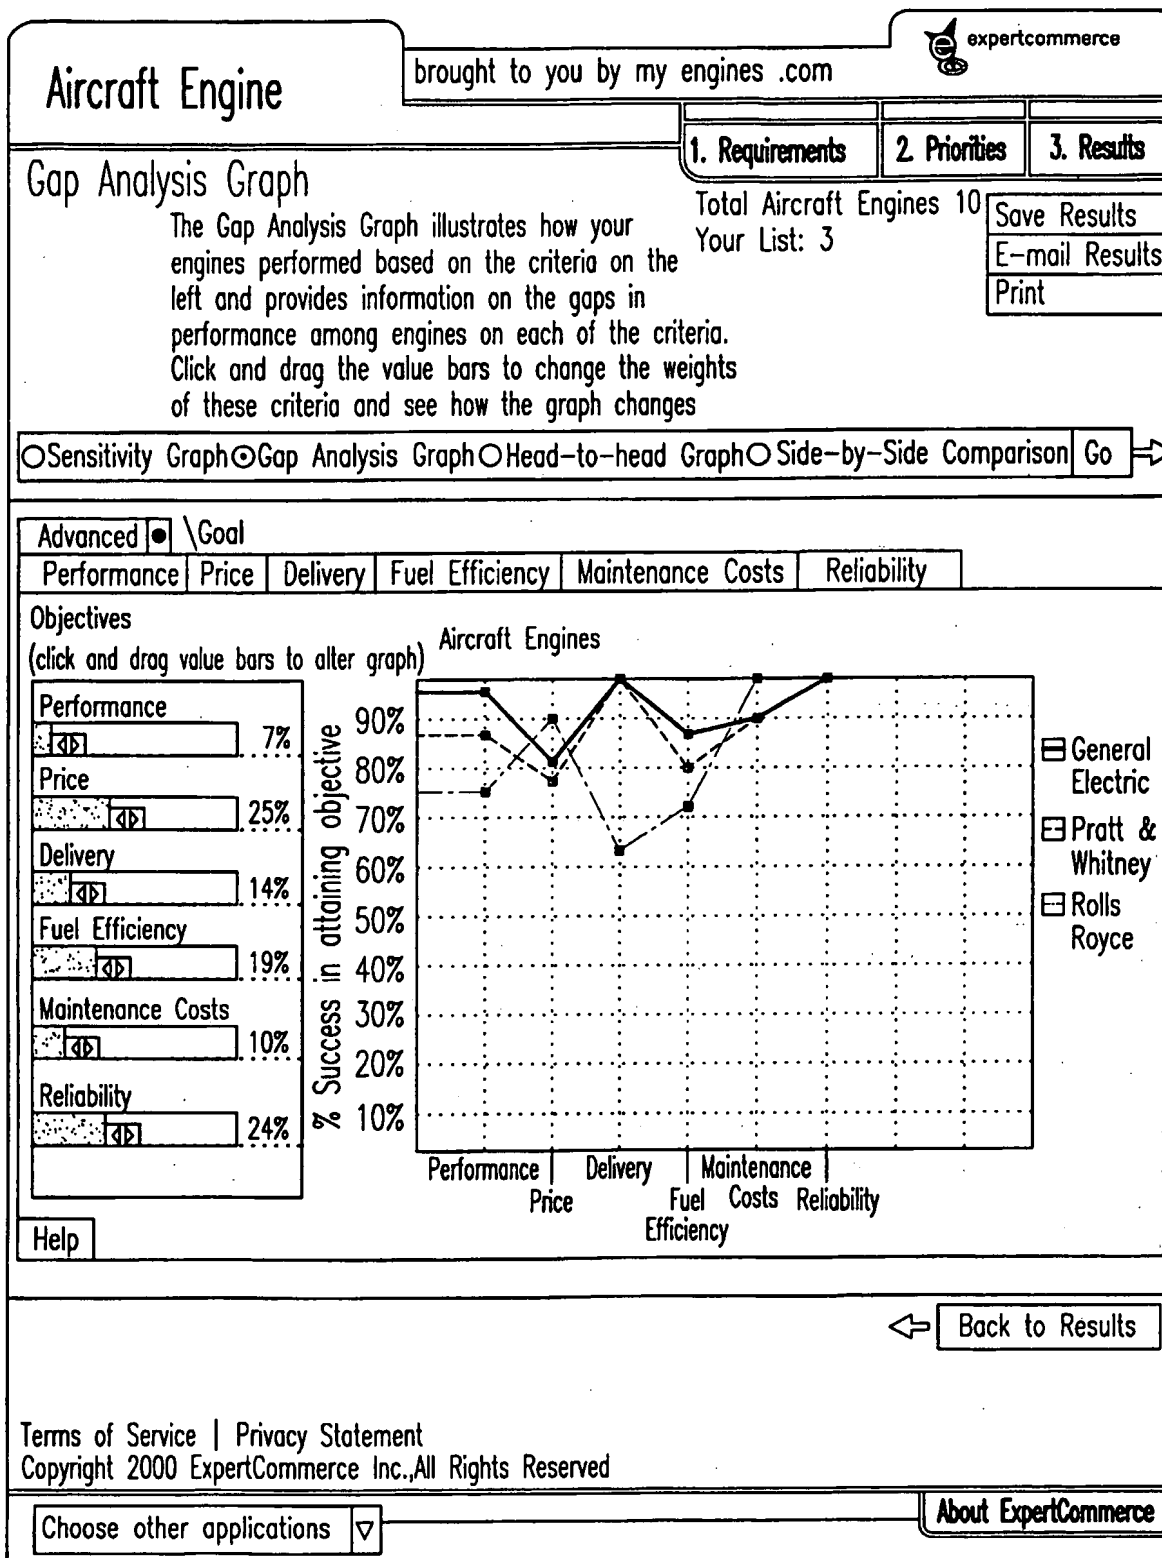 expertcommerce
Aircraft Engine
brought to you by my engines .com
1. Requirements
2. Priorities
3. Results
Gap Analysis Graph
Total Aircraft Engines 10
Your List: 3
Save Results
E-mail Results
Print
The Gap Analysis Graph illustrates how your
engines performed based on the criteria on the
left and provides information on the gaps in
performance among engines on each of the criteria.
Click and drag the value bars to change the weights
of these criteria and see how the graph changes
Sensitivity Graph
Gap Analysis Graph
Head-to-head Graph
Side-by-Side Comparison
Go
Advanced
\Goal
Performance
Price
Delivery
Fuel Efficiency
Maintenance Costs
Reliability
Objectives
(click and drag value bars to alter graph)
Performance
7%
Price
25%
Delivery
14%
Fuel Efficiency
19%
Maintenance Costs
10%
Reliability
24%
Aircraft Engines
% Success in attaining objective
90%
80%
70%
60%
50%
40%
30%
20%
10%
Performance
Price
Delivery
Fuel
Efficiency
Maintenance
Costs
Reliability
General
Electric
Pratt &
Whitney
Rolls
Royce
Help
Back to Results
Terms of Service | Privacy Statement
Copyright 2000 ExpertCommerce Inc.,All Rights Reserved
About ExpertCommerce
Choose other applications